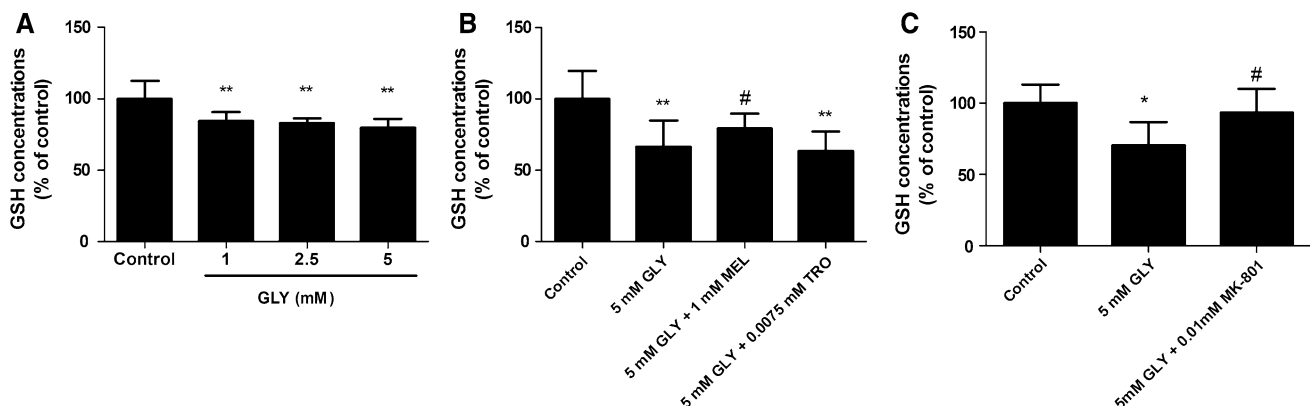 A
GSH concentrations
(% of control)
150
100
50
0
**
**
**
Control
1
2.5
5
GLY (mM)
B
GSH concentrations
(% of control)
150
100
50
0
**
#
**
Control
5 mM GLY
5 mM GLY + 1 mM MEL
5 mM GLY + 0.0075 mM TRO
C
GSH concentrations
(% of control)
150
100
50
0
*
#
Control
5 mM GLY
5mM GLY + 0.01mM MK-801